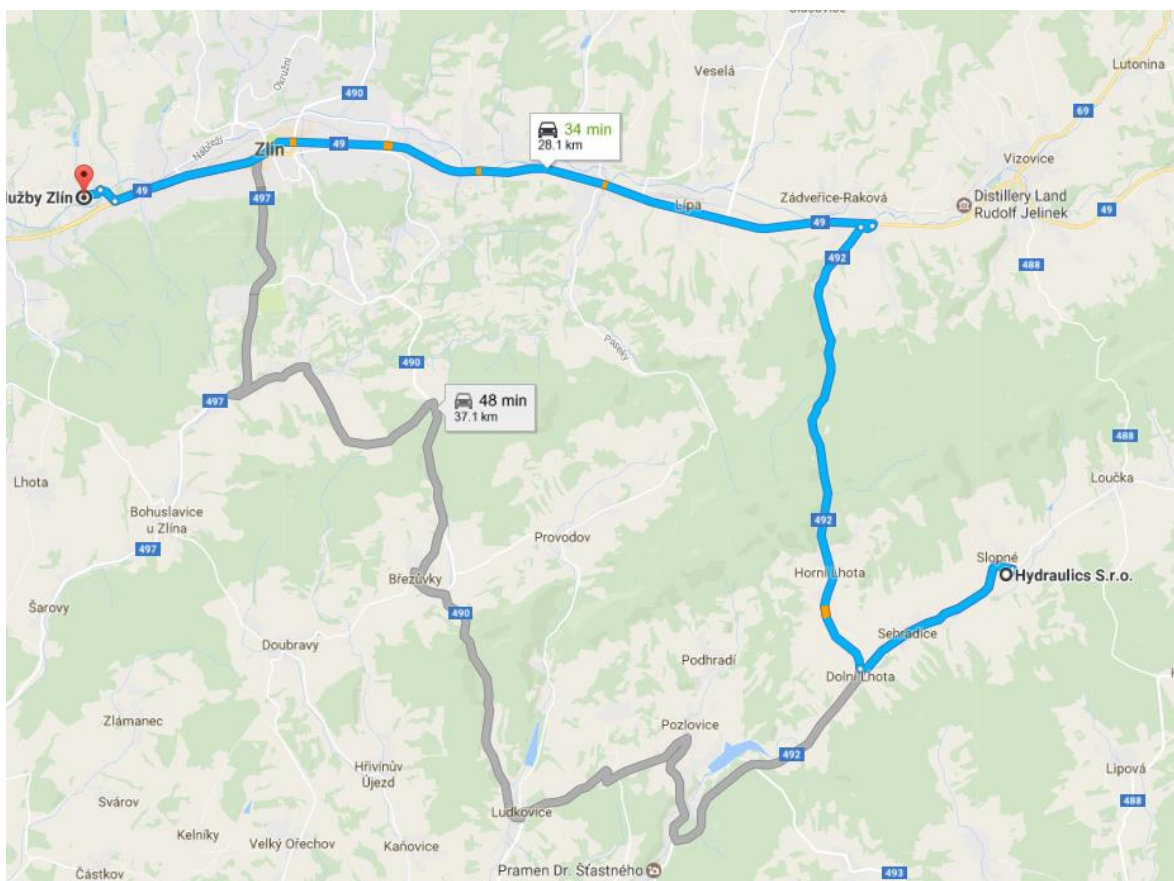 Veselá
Lutonina
Okružní
490
69
Nábřeží
34 min
28.1 km
Zlín
49
Vizovice
lužby Zlín
49
497
Lípa
Zádveřice-Raková
Distillery Land
Rudolf Jelinek
49
49
492
488
Paseky
490
497
48 min
37.1 km
488
Lhota
Loučka
Bohuslavice
u Zlína
492
Provodov
497
Slopné
Horní Lhota
Hydraulics S.r.o.
Březůvky
Šarovy
490
Sehradice
Doubravy
Podhradí
Dolní Lhota
Zlámanec
Pozlovice
492
Hřivínův
Újezd
Lipová
Svárov
Ludkovice
488
Kelníky
Velký Ořechov
Kaňovice
Částkov
Pramen Dr. Šťastného
493